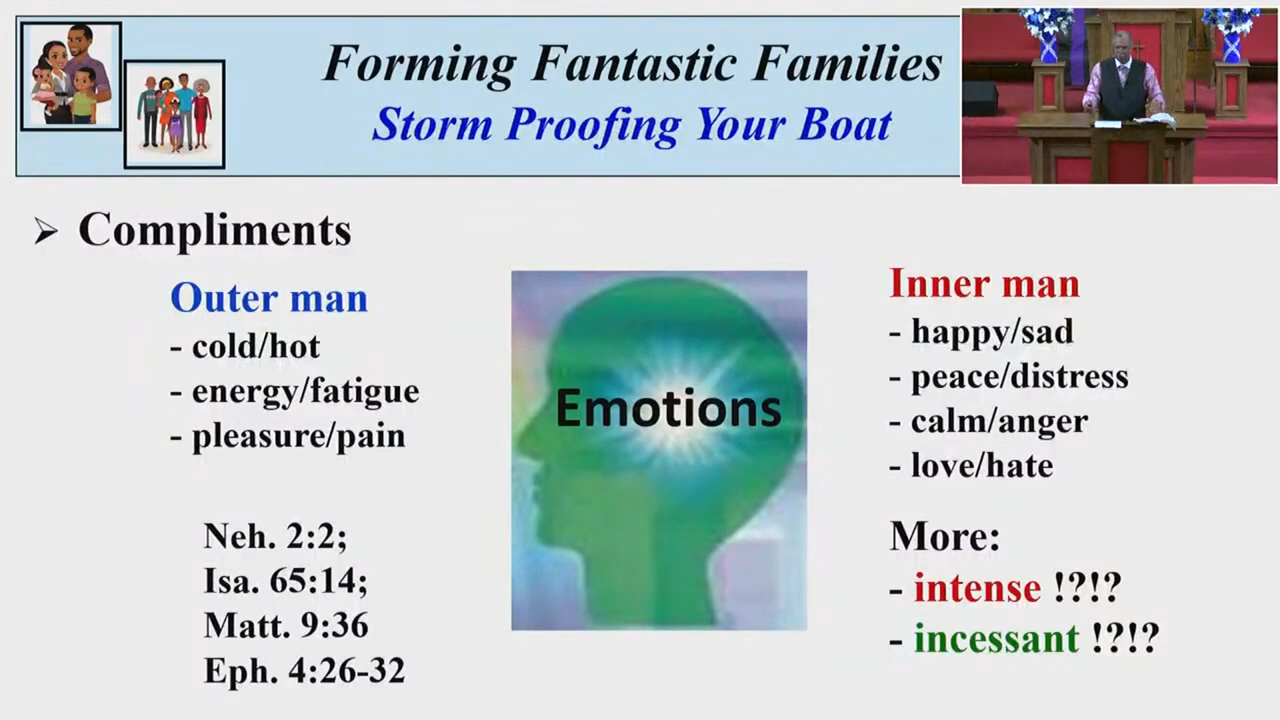 Forming Fantastic Families
Storm Proofing Your Boat
➢ Compliments
Outer man
- cold/hot
- energy/fatigue
- pleasure/pain
Neh. 2:2;
Isa. 65:14;
Matt. 9:36
Eph. 4:26-32
Emotions
Inner man
- happy/sad
- peace/distress
- calm/anger
- love/hate
More:
- intense !?!?
- incessant !?!?